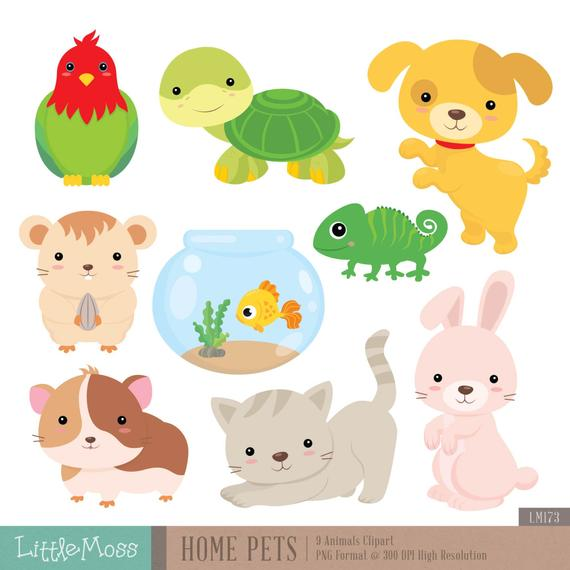 LM173
LittleMoss
HOME PETS
9 Animals Clipart
PNG Format @ 300 DPI High Resolution